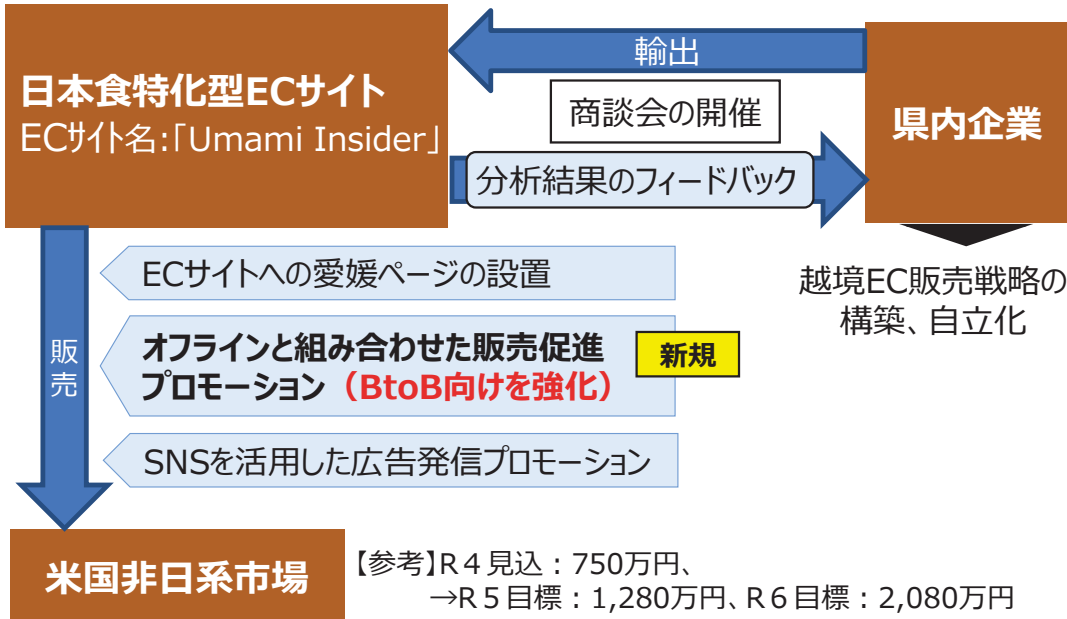 日本食特化型ECサイト
ECサイト名:「Umami Insider」
輸出
商談会の開催
分析結果のフィードバック
県内企業
越境EC販売戦略の
構築、自立化
販売
ECサイトへの愛媛ページの設置
オフラインと組み合わせた販売促進
プロモーション（BtoB向けを強化）
新規
SNSを活用した広告発信プロモーション
米国非日系市場
【参考】R４見込：750万円、
→R５目標：1,280万円、R６目標：2,080万円